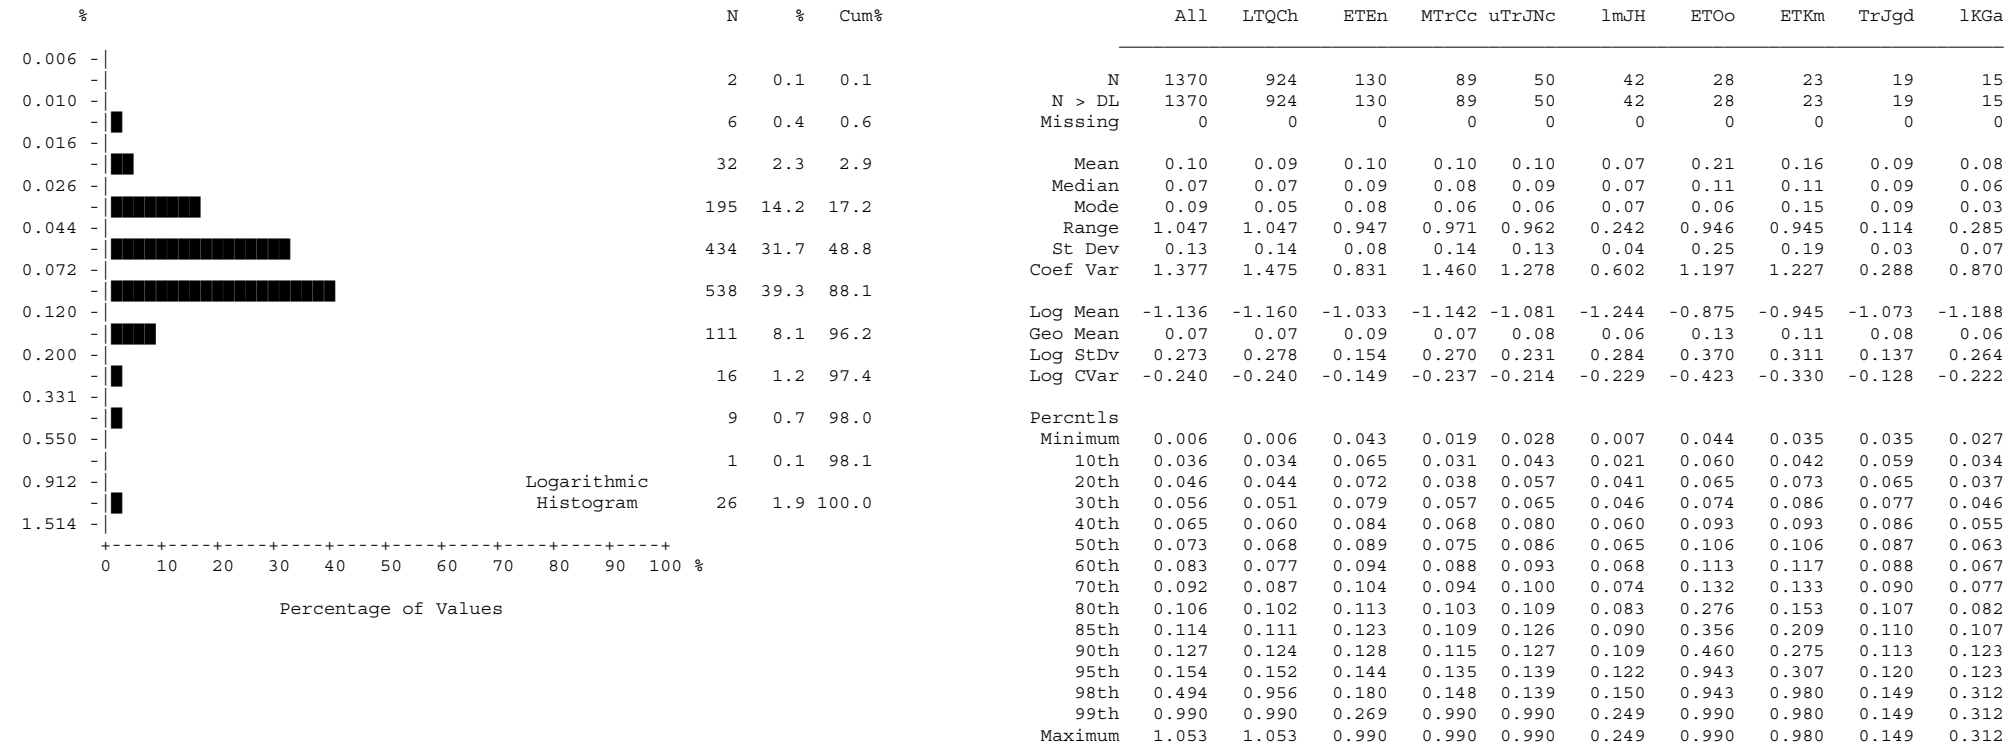 % N % Cum% All LTQCh ETEn MTrCc uTrJNc lmJH ETOo ETKm TrJgd lKGa
0.006 -|
-| 2 0.1 0.1 N 1370 924 130 89 50 42 28 23 19 15
0.010 -| N > DL 1370 924 130 89 50 42 28 23 19 15
-| 6 0.4 0.6 Missing 0 0 0 0 0 0 0 0 0 0
0.016 -|
-| 32 2.3 2.9 Mean 0.10 0.09 0.10 0.10 0.10 0.07 0.21 0.16 0.09 0.08
0.026 -| Median 0.07 0.07 0.09 0.08 0.09 0.07 0.11 0.11 0.09 0.06
-| 195 14.2 17.2 Mode 0.09 0.05 0.08 0.06 0.06 0.07 0.06 0.15 0.09 0.03
0.044 -| Range 1.047 1.047 0.947 0.971 0.962 0.242 0.946 0.945 0.114 0.285
-| 434 31.7 48.8 St Dev 0.13 0.14 0.08 0.14 0.13 0.04 0.25 0.19 0.03 0.07
0.072 -| Coef Var 1.377 1.475 0.831 1.460 1.278 0.602 1.197 1.227 0.288 0.870
-| 538 39.3 88.1
0.120 -| Log Mean -1.136 -1.160 -1.033 -1.142 -1.081 -1.244 -0.875 -0.945 -1.073 -1.188
-| 111 8.1 96.2 Geo Mean 0.07 0.07 0.09 0.07 0.08 0.06 0.13 0.11 0.08 0.06
0.200 -| Log StDv 0.273 0.278 0.154 0.270 0.231 0.284 0.370 0.311 0.137 0.264
-| 16 1.2 97.4 Log CVar -0.240 -0.240 -0.149 -0.237 -0.214 -0.229 -0.423 -0.330 -0.128 -0.222
0.331 -|
-| 9 0.7 98.0 Percntls
0.550 -| Minimum 0.006 0.006 0.043 0.019 0.028 0.007 0.044 0.035 0.035 0.027
-| 1 0.1 98.1 10th 0.036 0.034 0.065 0.031 0.043 0.021 0.060 0.042 0.059 0.034
0.912 -| Logarithmic 20th 0.046 0.044 0.072 0.038 0.057 0.041 0.065 0.073 0.065 0.037
-| Histogram 26 1.9 100.0 30th 0.056 0.051 0.079 0.057 0.065 0.046 0.074 0.086 0.077 0.046
1.514 -| 40th 0.065 0.060 0.084 0.068 0.080 0.060 0.093 0.093 0.086 0.055
+----+----+----+----+----+----+----+----+----+----+ 50th 0.073 0.068 0.089 0.075 0.086 0.065 0.106 0.106 0.087 0.063
0 10 20 30 40 50 60 70 80 90 100 % 60th 0.083 0.077 0.094 0.088 0.093 0.068 0.113 0.117 0.088 0.067
70th 0.092 0.087 0.104 0.094 0.100 0.074 0.132 0.133 0.090 0.077
Percentage of Values 80th 0.106 0.102 0.113 0.103 0.109 0.083 0.276 0.153 0.107 0.082
85th 0.114 0.111 0.123 0.109 0.126 0.090 0.356 0.209 0.110 0.107
90th 0.127 0.124 0.128 0.115 0.127 0.109 0.460 0.275 0.113 0.123
95th 0.154 0.152 0.144 0.135 0.139 0.122 0.943 0.307 0.120 0.123
98th 0.494 0.956 0.180 0.148 0.139 0.150 0.943 0.980 0.149 0.312
99th 0.990 0.990 0.269 0.990 0.990 0.249 0.990 0.980 0.149 0.312
Maximum 1.053 1.053 0.990 0.990 0.990 0.249 0.990 0.980 0.149 0.312